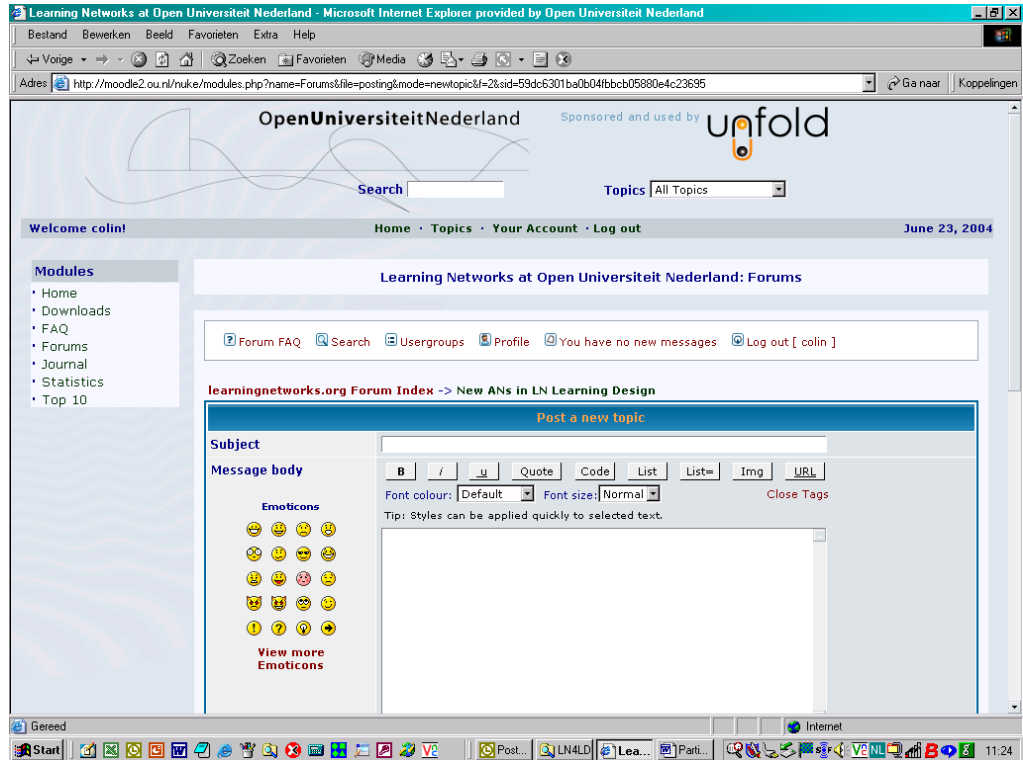 Learning Networks at Open Universiteit Nederland - Microsoft Internet Explorer provided by Open Universiteit Nederland
Bestand Bewerken Beeld Favorieten Extra Help
Vorige Zoeken Favorieten Media
Adres http://moodle2.ou.nl/nuke/modules.php?name=Forums&file=posting&mode=newtopic&f=2&sid=59dc6301ba0b04fbbcb05880e4c23695 Ga naar Koppelingen
OpenUniversiteitNederland Sponsored and used by unfold
Search Topics All Topics
Welcome colin! Home · Topics · Your Account · Log out June 23, 2004
Modules
· Home
· Downloads
· FAQ
· Forums
· Journal
· Statistics
· Top 10
Learning Networks at Open Universiteit Nederland: Forums
Forum FAQ Search Usergroups Profile You have no new messages Log out [ colin ]
learningnetworks.org Forum Index -> New ANs in LN Learning Design
Post a new topic
Subject
Message body B i u Quote Code List List= Img URL
Font colour: Default Font size: Normal Close Tags
Tip: Styles can be applied quickly to selected text.
Emoticons
View more
Emoticons
Gereed Internet
Start Post... LN4LD Lea... Parti... NL 11:24